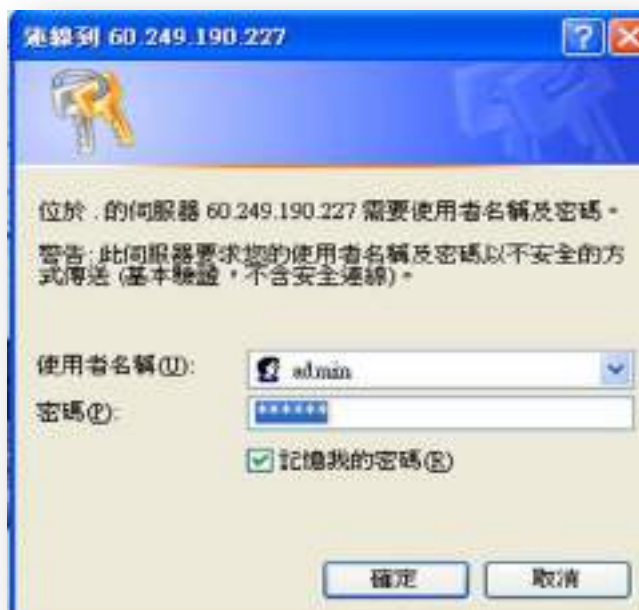 連線到 60.249.190.227
位於 . 的伺服器 60.249.190.227 需要使用者名稱及密碼。
警告: 此伺服器要求您的使用者名稱及密碼以不安全的方
式傳送 (基本驗證，不含安全連線)。
使用者名稱(U):
admin
密碼(P):
******
記憶我的密碼(R)
確定
取消